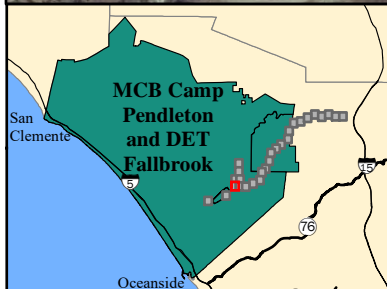 MCB Camp
Pendleton
and DET
Fallbrook
San
Clemente
5
15
76
Oceanside